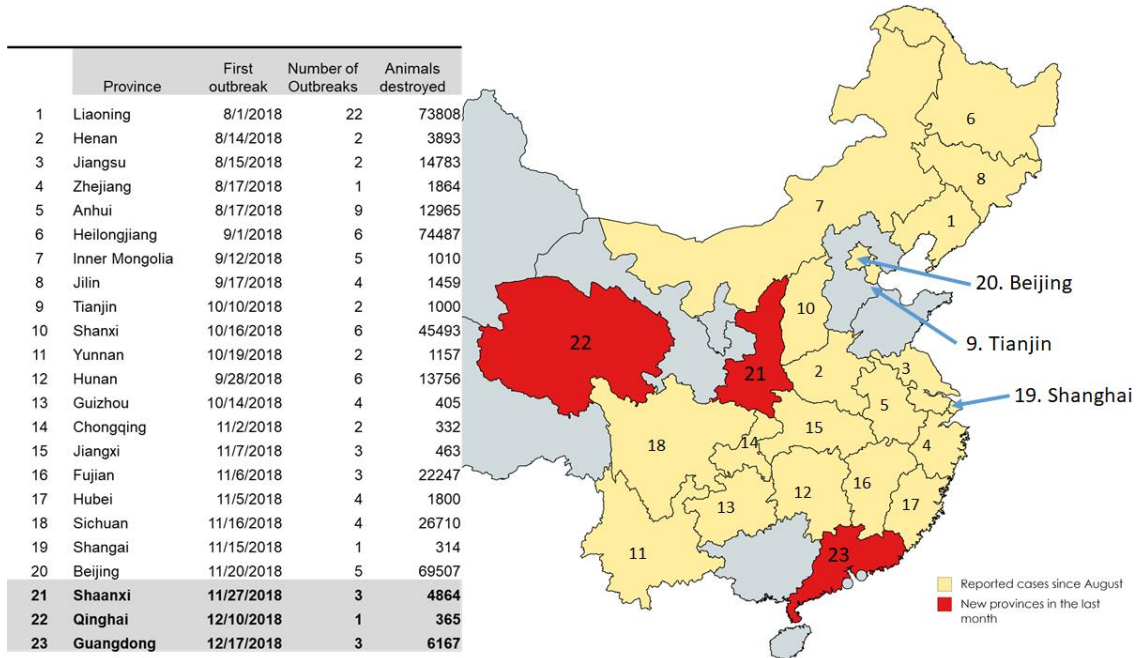 Province First outbreak Number of Outbreaks Animals destroyed
1 Liaoning 8/1/2018 22 73808
2 Henan 8/14/2018 2 3893
3 Jiangsu 8/15/2018 2 14783
4 Zhejiang 8/17/2018 1 1864
5 Anhui 8/17/2018 9 12965
6 Heilongjiang 9/1/2018 6 74487
7 Inner Mongolia 9/12/2018 5 1010
8 Jilin 9/17/2018 4 1459
9 Tianjin 10/10/2018 2 1000
10 Shanxi 10/16/2018 6 45493
11 Yunnan 10/19/2018 2 1157
12 Hunan 9/28/2018 6 13756
13 Guizhou 10/14/2018 4 405
14 Chongqing 11/2/2018 2 332
15 Jiangxi 11/7/2018 3 463
16 Fujian 11/6/2018 3 22247
17 Hubei 11/5/2018 4 1800
18 Sichuan 11/16/2018 4 26710
19 Shangai 11/15/2018 1 314
20 Beijing 11/20/2018 5 69507
21 Shaanxi 11/27/2018 3 4864
22 Qinghai 12/10/2018 1 365
23 Guangdong 12/17/2018 3 6167
6
8
7
1
20. Beijing
10
9. Tianjin
22
21
2
3
5
19. Shanghai
15
14
18
4
12
16
13
17
11
23
Reported cases since August
New provinces in the last
month